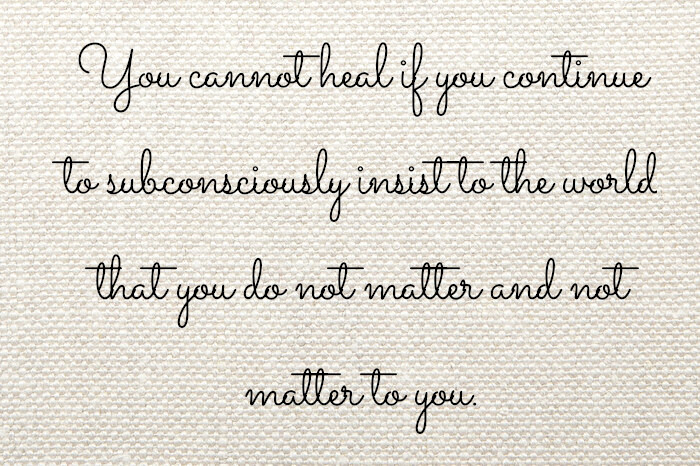 You cannot heal if you continue
to subconsciously insist to the world
that you do not matter and not
matter to you.